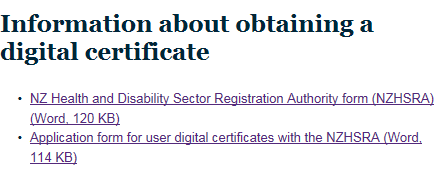 Information about obtaining a
digital certificate
• NZ Health and Disability Sector Registration Authority form (NZHSRA)
(Word, 120 KB)
• Application form for user digital certificates with the NZHSRA (Word,
114 KB)